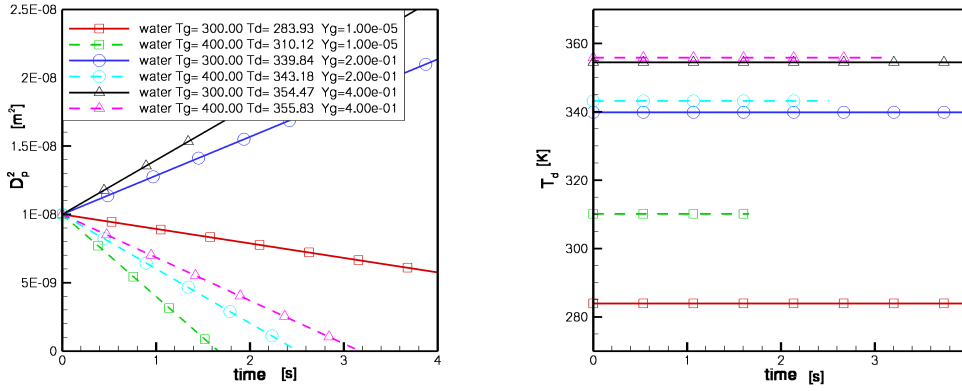 2.5E-08
2E-08
1.5E-08
1E-08
5E-09
0
D_p^2 [m^2]
water Tg= 300.00 Td= 283.93 Yg=1.00e-05
water Tg= 400.00 Td= 310.12 Yg=1.00e-05
water Tg= 300.00 Td= 339.84 Yg=2.00e-01
water Tg= 400.00 Td= 343.18 Yg=2.00e-01
water Tg= 300.00 Td= 354.47 Yg=4.00e-01
water Tg= 400.00 Td= 355.83 Yg=4.00e-01
0 1 2 3 4
time [s]
360
340
320
300
280
T_d [K]
0 1 2 3
time [s]